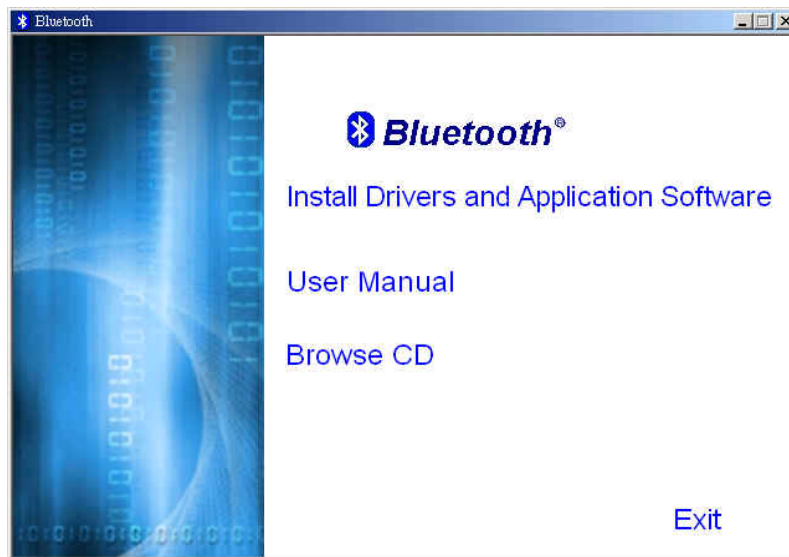 Bluetooth
Bluetooth®
Install Drivers and Application Software
User Manual
Browse CD
Exit